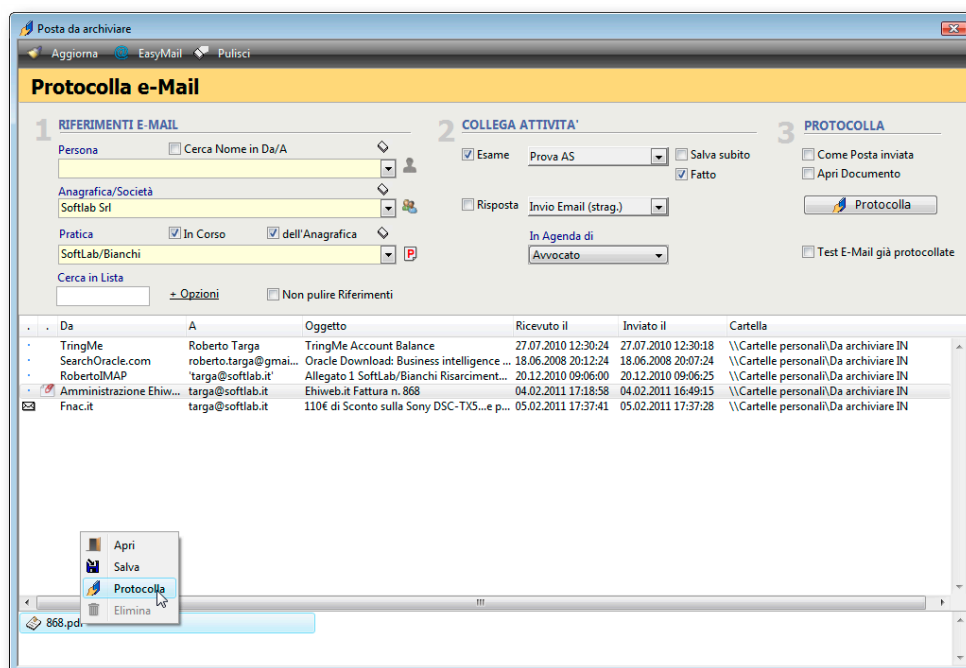 Posta da archiviare
Aggiorna EasyMail Pulisci
Protocolla e-Mail
1 RIFERIMENTI E-MAIL 2 COLLEGA ATTIVITA' 3 PROTOCOLLA
Persona Cerca Nome in Da/A Esame Prova AS Salva subito Come Posta inviata
Fatto Apri Documento
Anagrafica/Società
Softlab Srl Risposta Invio Email (strag.) Protocolla
Pratica In Corso dell'Anagrafica In Agenda di
SoftLab/Bianchi P Avvocato Test E-Mail già protocollate
Cerca in Lista
+ Opzioni Non pulire Riferimenti
. . Da A Oggetto Ricevuto il Inviato il Cartella
TringMe Roberto Targa TringMe Account Balance 27.07.2010 12:30:24 27.07.2010 12:30:18 \\Cartelle personali\Da archiviare IN
SearchOracle.com roberto.targa@gmai... Oracle Download: Business intelligence ... 18.06.2008 20:12:24 18.06.2008 20:07:24 \\Cartelle personali\Da archiviare IN
RobertoIMAP 'targa@softlab.it' Allegato 1 SoftLab/Bianchi Risarciment... 20.12.2010 09:06:00 20.12.2010 09:06:25 \\Cartelle personali\Da archiviare IN
Amministrazione Ehiw... targa@softlab.it Ehiweb.it Fattura n. 868 04.02.2011 17:18:58 04.02.2011 16:49:15 \\Cartelle personali\Da archiviare IN
Fnac.it targa@softlab.it 110€ di Sconto sulla Sony DSC-TX5...e p... 05.02.2011 17:37:41 05.02.2011 17:37:28 \\Cartelle personali\Da archiviare IN
Apri
Salva
Protocolla
Elimina
868.pdf